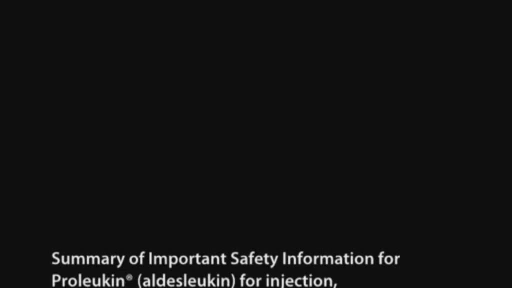 Summary of Important Safety Information for
Proleukin® (aldesleukin) for injection,